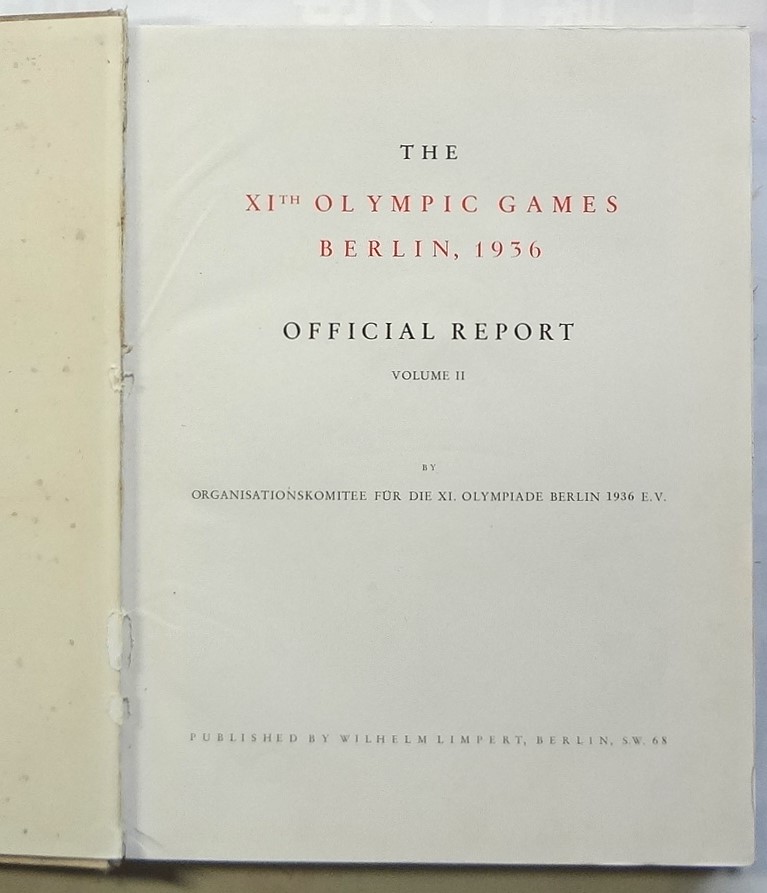 THE
XITH OLYMPIC GAMES
BERLIN, 1936
OFFICIAL REPORT
VOLUME II
BY
ORGANISATIONSKOMITEE FÜR DIE XI. OLYMPIADE BERLIN 1936 E.V.
PUBLISHED BY WILHELM LIMPERT, BERLIN, S.W. 68